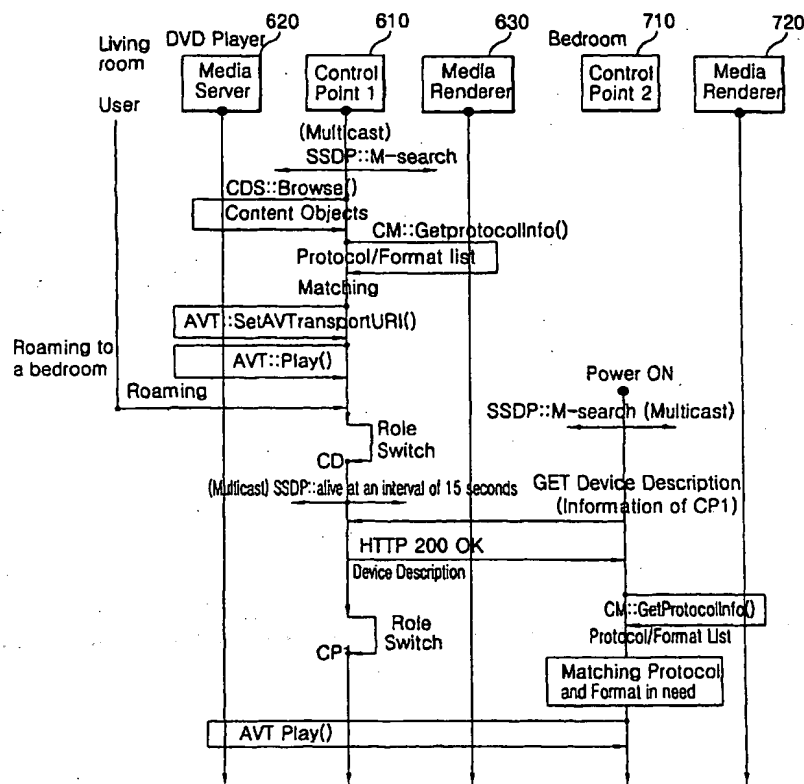 620
610
630
710
720
Living
room
DVD Player
Bedroom
Media
Server
Control
Point 1
Media
Renderer
Control
Point 2
Media
Renderer
User
(Multicast)
SSDP::M-search
CDS::Browse()
Content Objects
CM::GetprotocolInfo()
Protocol/Format list
Matching
AVT::SetAVTransportURI()
Roaming to
a bedroom
AVT::Play()
Power ON
Roaming
SSDP::M-search (Multicast)
Role
Switch
CD
(Multicast) SSDP::alive at an interval of 15 seconds
GET Device Description
(Information of CP1)
HTTP 200 OK
Device Description
CM::GetProtocolInfo()
Role
Switch
Protocol/Format List
CP1
Matching Protocol
and Format in need
AVT Play()